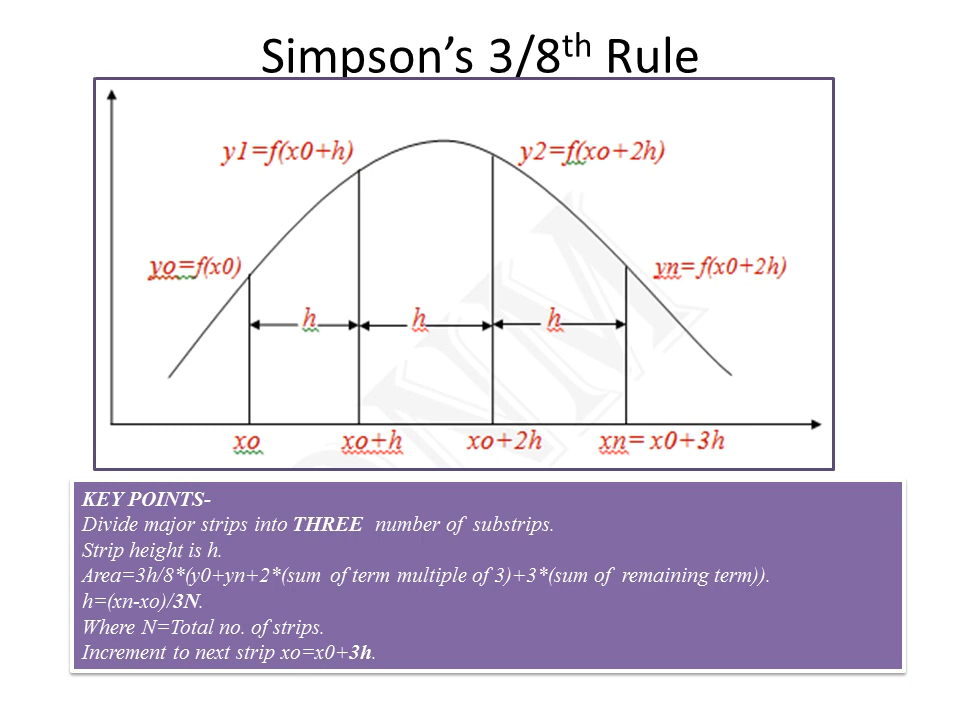 Simpson's 3/8th Rule
y1=f(x0+h) y2=f(xo+2h)
yo=f(x0) yn= f(x0+2h)
h h h
xo xo+h xo+2h xn= x0+3h
KEY POINTS-
Divide major strips into THREE number of substrips.
Strip height is h.
Area=3h/8*(y0+yn+2*(sum of term multiple of 3)+3*(sum of remaining term)).
h=(xn-xo)/3N.
Where N=Total no. of strips.
Increment to next strip xo=x0+3h.